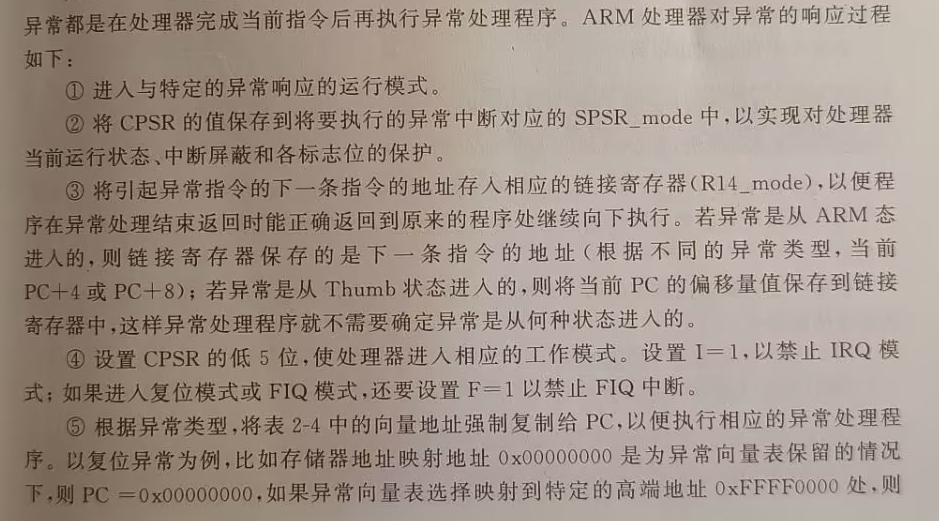 异常都是在处理器完成当前指令后再执行异常处理程序。ARM 处理器对异常的响应过程
如下：
① 进入与特定的异常响应的运行模式。
② 将 CPSR 的值保存到将要执行的异常中断对应的 SPSR_mode 中，以实现对处理器
当前运行状态、中断屏蔽和各标志位的保护。
③ 将引起异常指令的下一条指令的地址存入相应的链接寄存器(R14_mode)，以便程
序在异常处理结束返回时能正确返回到原来的程序处继续向下执行。若异常是从 ARM 态
进入的，则链接寄存器保存的是下一条指令的地址(根据不同的异常类型，当前
PC+4 或 PC+8)；若异常是从 Thumb 状态进入的，则将当前 PC 的偏移量值保存到链接
寄存器中，这样异常处理程序就不需要确定异常是从何种状态进入的。
④ 设置 CPSR 的低 5 位，使处理器进入相应的工作模式。设置 I=1，以禁止 IRQ 模
式；如果进入复位模式或 FIQ 模式，还要设置 F=1 以禁止 FIQ 中断。
⑤ 根据异常类型，将表 2-4 中的向量地址强制复制给 PC，以便执行相应的异常处理程
序。以复位异常为例，比如存储器地址映射地址 0x00000000 是为异常向量表保留的情况
下，则 PC =0x00000000，如果异常向量表选择映射到特定的高端地址 0xFFFF0000 处，则